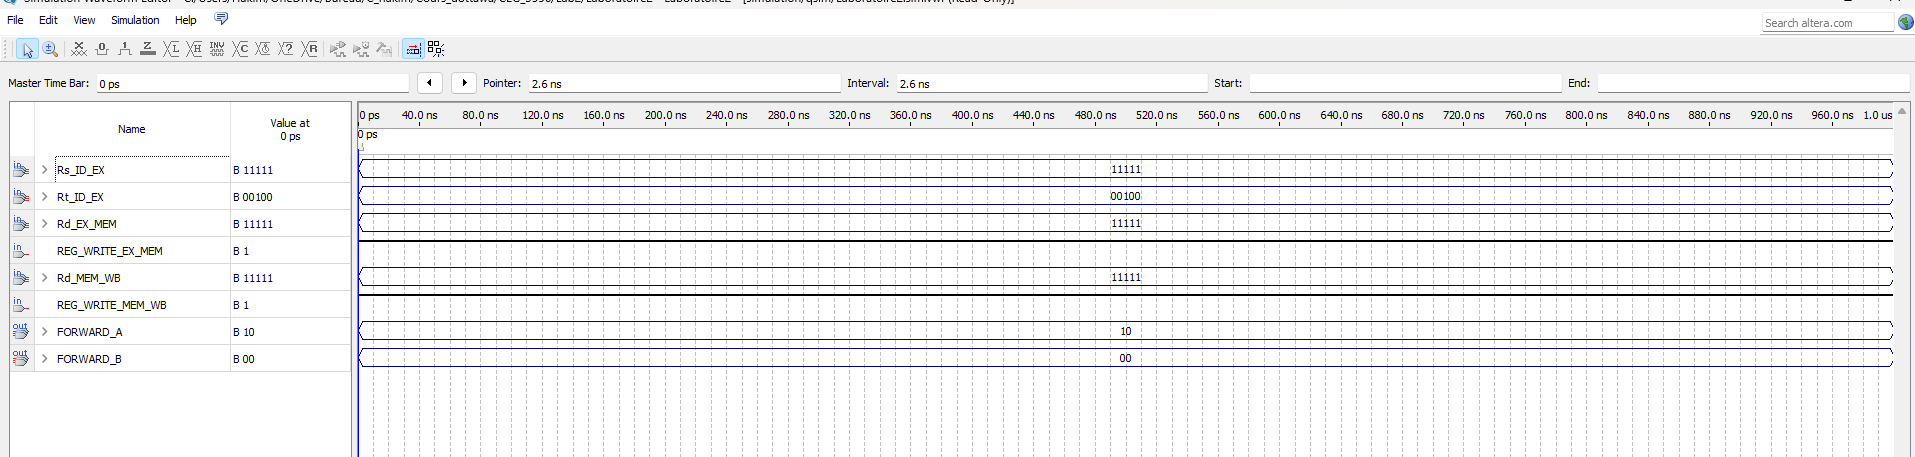 File Edit View Simulation Help
Search altera.com
Master Time Bar: 0 ps Pointer: 2.6 ns Interval: 2.6 ns Start: End:
Name Value at 0 ps
0 ps 40.0 ns 80.0 ns 120.0 ns 160.0 ns 200.0 ns 240.0 ns 280.0 ns 320.0 ns 360.0 ns 400.0 ns 440.0 ns 480.0 ns 520.0 ns 560.0 ns 600.0 ns 640.0 ns 680.0 ns 720.0 ns 760.0 ns 800.0 ns 840.0 ns 880.0 ns 920.0 ns 960.0 ns 1.0 us
0 ps
in Rs_ID_EX B 11111 11111
in Rt_ID_EX B 00100 00100
in Rd_EX_MEM B 11111 11111
in REG_WRITE_EX_MEM B 1
in Rd_MEM_WB B 11111 11111
in REG_WRITE_MEM_WB B 1
out FORWARD_A B 10 10
out FORWARD_B B 00 00